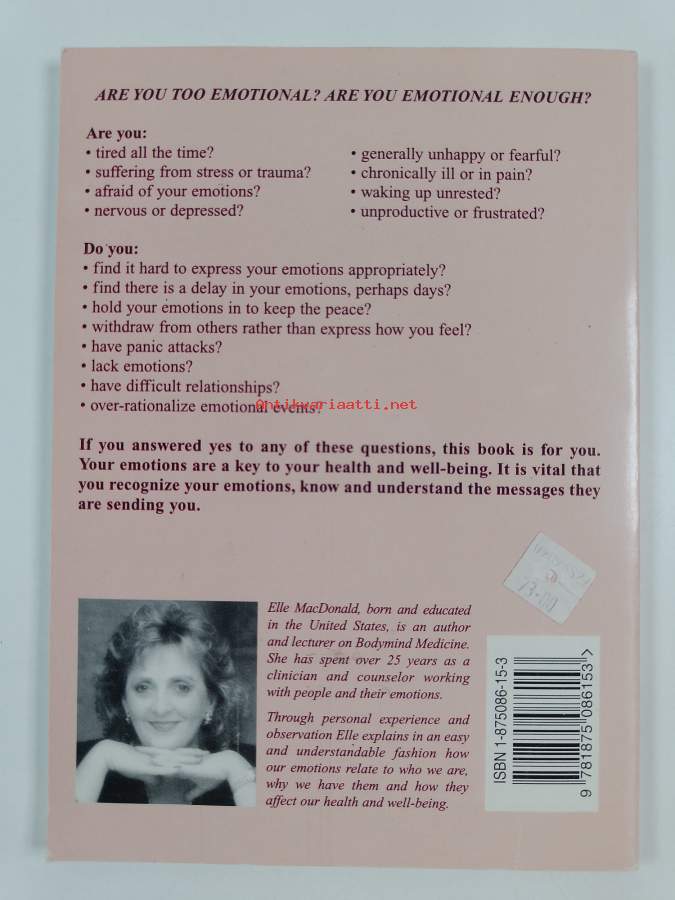 ARE YOU TOO EMOTIONAL? ARE YOU EMOTIONAL ENOUGH?
Are you:
• tired all the time?
• suffering from stress or trauma?
• afraid of your emotions?
• nervous or depressed?
• generally unhappy or fearful?
• chronically ill or in pain?
• waking up unrested?
• unproductive or frustrated?
Do you:
• find it hard to express your emotions appropriately?
• find there is a delay in your emotions, perhaps days?
• hold your emotions in to keep the peace?
• withdraw from others rather than express how you feel?
• have panic attacks?
• lack emotions?
• have difficult relationships?
• over-rationalize emotional events?
Antikvariaatti.net
If you answered yes to any of these questions, this book is for you.
Your emotions are a key to your health and well-being. It is vital that
you recognize your emotions, know and understand the messages they
are sending you.
Elle MacDonald, born and educated
in the United States, is an author
and lecturer on Bodymind Medicine.
She has spent over 25 years as a
clinician and counselor working
with people and their emotions.
Through personal experience and
observation Elle explains in an easy
and understandable fashion how
our emotions relate to who we are,
why we have them and how they
affect our health and well-being.
ISBN 1-875086-15-3
9 781875 086153 >